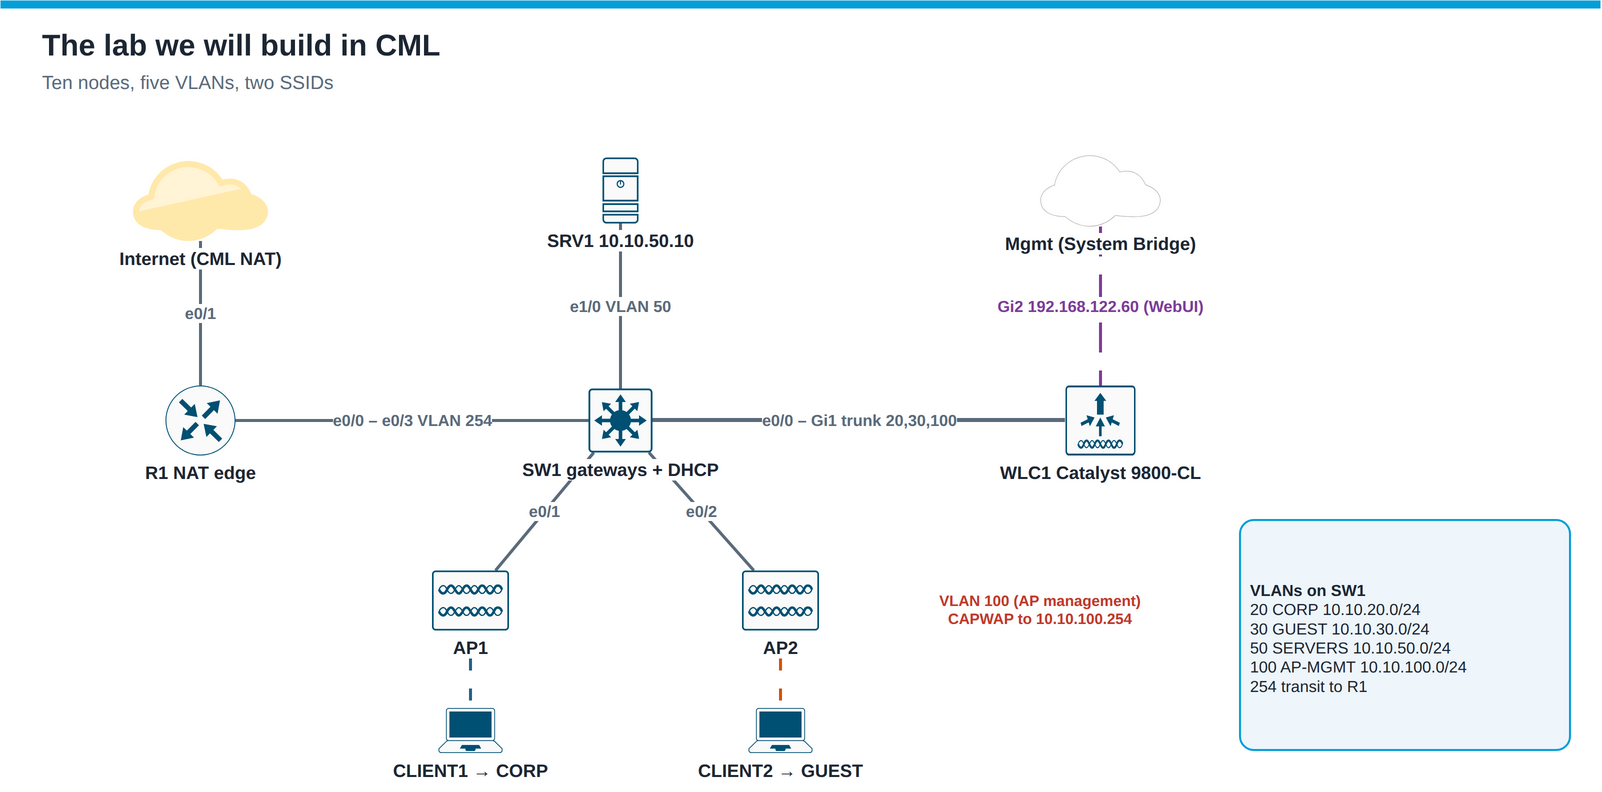 The lab we will build in CML
Ten nodes, five VLANs, two SSIDs
Internet (CML NAT)
SRV1 10.10.50.10
Mgmt (System Bridge)
e0/1
e1/0 VLAN 50
Gi2 192.168.122.60 (WebUI)
e0/0 – e0/3 VLAN 254
e0/0 – Gi1 trunk 20,30,100
R1 NAT edge
SW1 gateways + DHCP
WLC1 Catalyst 9800-CL
e0/1
e0/2
VLAN 100 (AP management)
CAPWAP to 10.10.100.254
AP1
AP2
CLIENT1 → CORP
CLIENT2 → GUEST
VLANs on SW1
20 CORP 10.10.20.0/24
30 GUEST 10.10.30.0/24
50 SERVERS 10.10.50.0/24
100 AP-MGMT 10.10.100.0/24
254 transit to R1